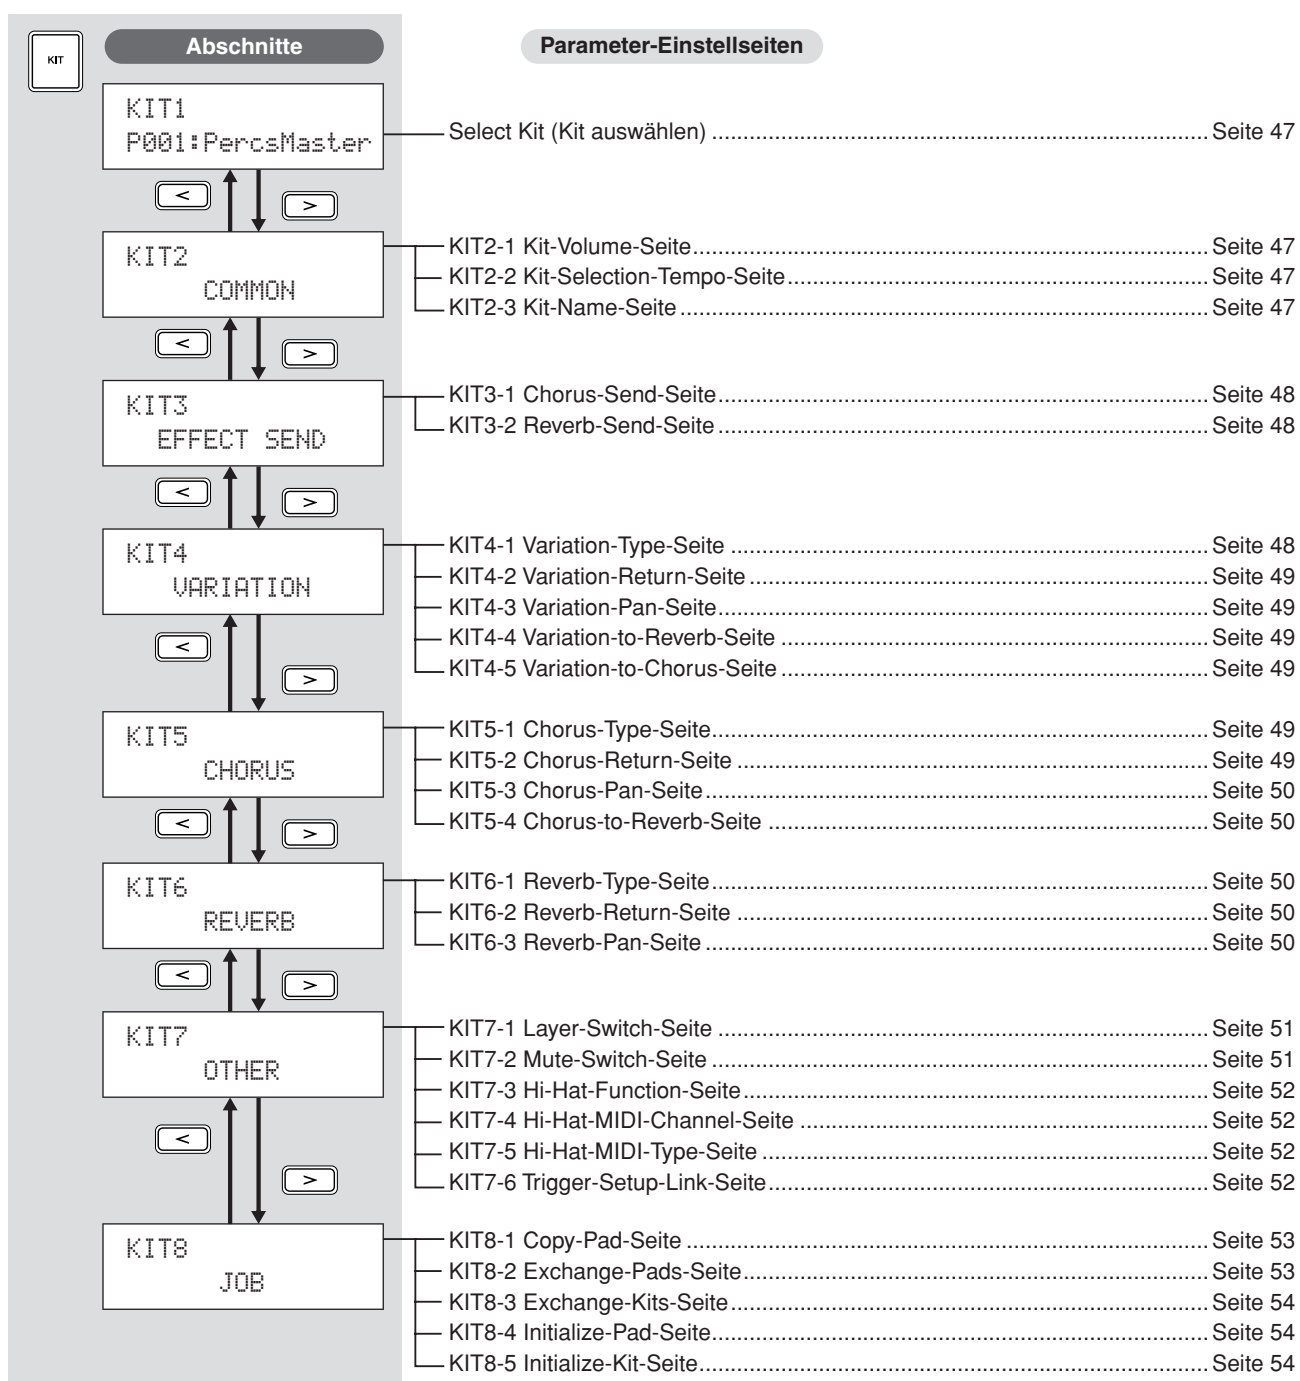 KIT
Abschnitte
Parameter-Einstellseiten
KIT1
P001:PercsMaster
Select Kit (Kit auswählen) ........ Seite 47
<
>
KIT2
COMMON
KIT2-1 Kit-Volume-Seite ........ Seite 47
KIT2-2 Kit-Selection-Tempo-Seite ........ Seite 47
KIT2-3 Kit-Name-Seite ........ Seite 47
<
>
KIT3
EFFECT SEND
KIT3-1 Chorus-Send-Seite ........ Seite 48
KIT3-2 Reverb-Send-Seite ........ Seite 48
<
>
KIT4
VARIATION
KIT4-1 Variation-Type-Seite ........ Seite 48
KIT4-2 Variation-Return-Seite ........ Seite 49
KIT4-3 Variation-Pan-Seite ........ Seite 49
KIT4-4 Variation-to-Reverb-Seite ........ Seite 49
KIT4-5 Variation-to-Chorus-Seite ........ Seite 49
<
>
KIT5
CHORUS
KIT5-1 Chorus-Type-Seite ........ Seite 49
KIT5-2 Chorus-Return-Seite ........ Seite 49
KIT5-3 Chorus-Pan-Seite ........ Seite 50
KIT5-4 Chorus-to-Reverb-Seite ........ Seite 50
<
>
KIT6
REVERB
KIT6-1 Reverb-Type-Seite ........ Seite 50
KIT6-2 Reverb-Return-Seite ........ Seite 50
KIT6-3 Reverb-Pan-Seite ........ Seite 50
<
>
KIT7
OTHER
KIT7-1 Layer-Switch-Seite ........ Seite 51
KIT7-2 Mute-Switch-Seite ........ Seite 51
KIT7-3 Hi-Hat-Function-Seite ........ Seite 52
KIT7-4 Hi-Hat-MIDI-Channel-Seite ........ Seite 52
KIT7-5 Hi-Hat-MIDI-Type-Seite ........ Seite 52
KIT7-6 Trigger-Setup-Link-Seite ........ Seite 52
<
>
KIT8
JOB
KIT8-1 Copy-Pad-Seite ........ Seite 53
KIT8-2 Exchange-Pads-Seite ........ Seite 53
KIT8-3 Exchange-Kits-Seite ........ Seite 54
KIT8-4 Initialize-Pad-Seite ........ Seite 54
KIT8-5 Initialize-Kit-Seite ........ Seite 54